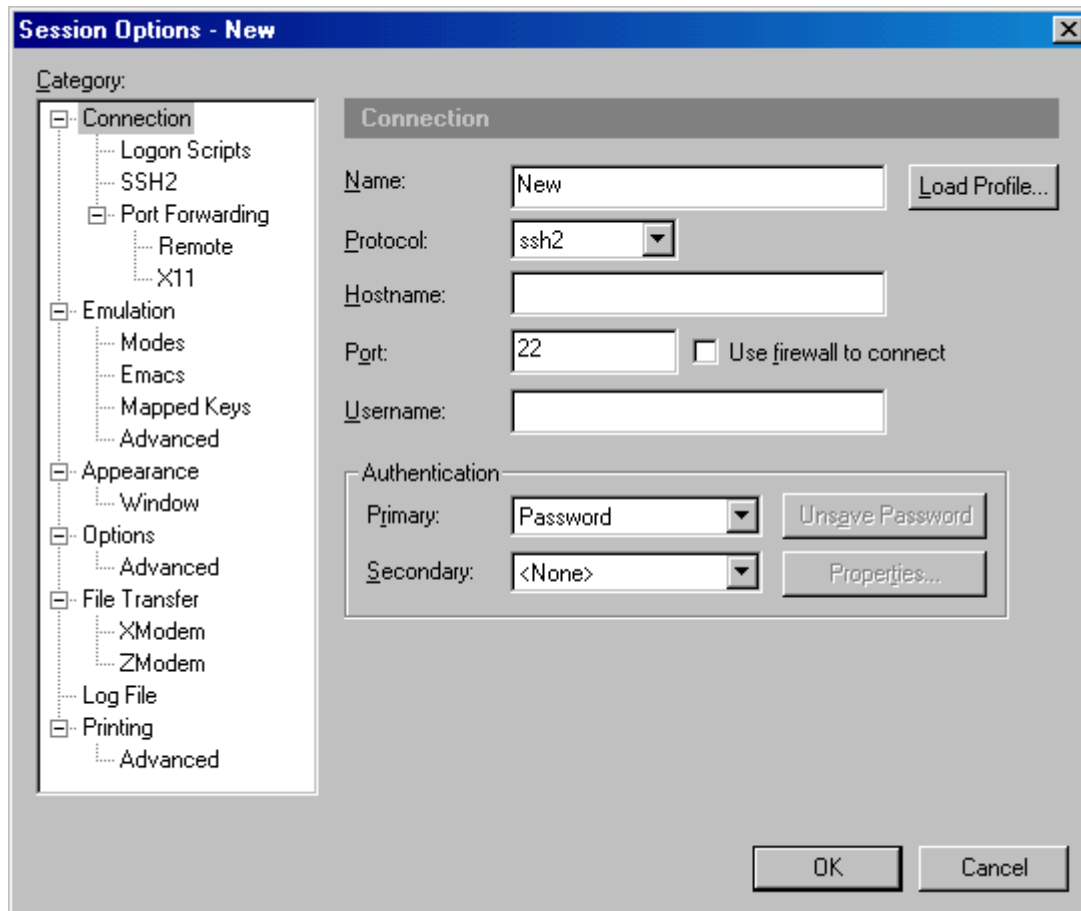 Session Options - New
Category:
Connection
Logon Scripts
SSH2
Port Forwarding
Remote
X11
Emulation
Modes
Emacs
Mapped Keys
Advanced
Appearance
Window
Options
Advanced
File Transfer
XModem
ZModem
Log File
Printing
Advanced
Connection
Name: New Load Profile...
Protocol: ssh2
Hostname:
Port: 22 Use firewall to connect
Username:
Authentication
Primary: Password Unsave Password
Secondary: <None> Properties...
OK Cancel